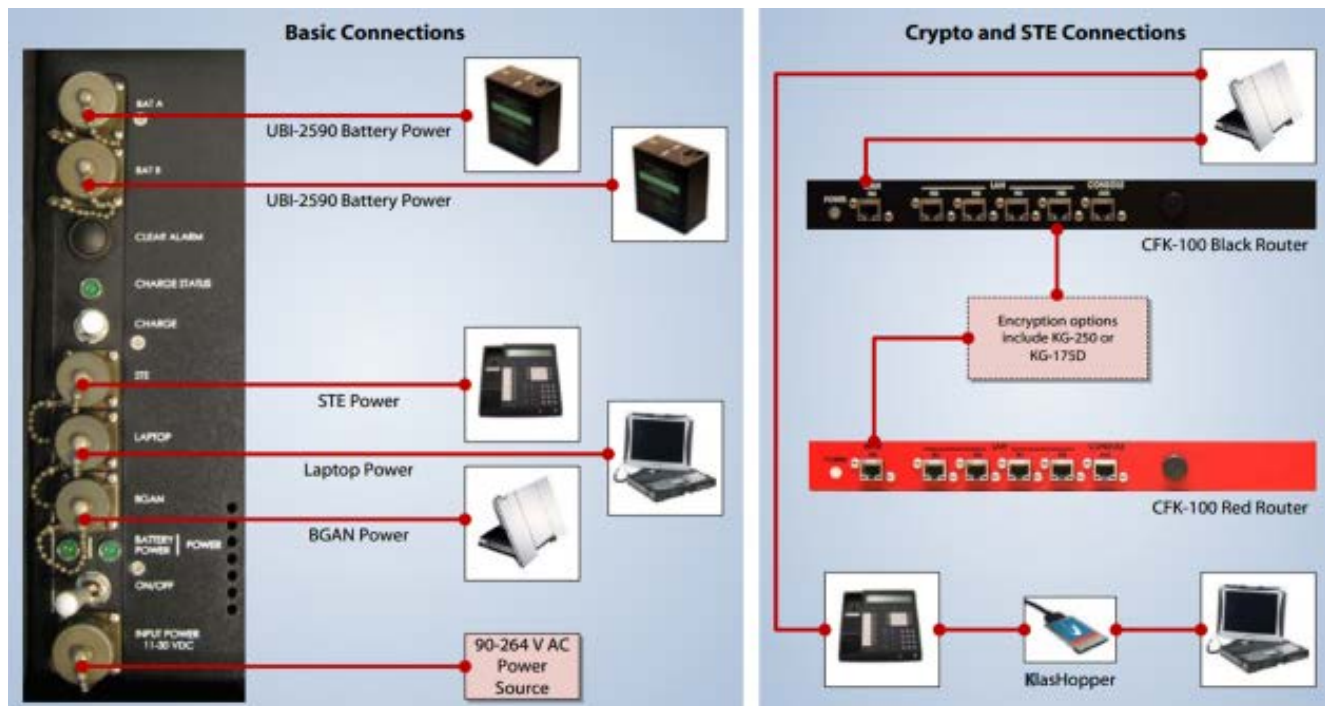 Basic Connections
BAT A
UBI-2590 Battery Power
BAT B
UBI-2590 Battery Power
CLEAR ALARM
CHARGE STATUS
CHARGE
STE
STE Power
LAPTOP
Laptop Power
BGAN
BGAN Power
BATTERY POWER | POWER
ON/OFF
INPUT POWER
11-30 VDC
90-264 V AC
Power
Source
Crypto and STE Connections
POWER
LAN
CONSOLE
CFK-100 Black Router
Encryption options
include KG-250 or
KG-175D
LAN
CONSOLE
CFK-100 Red Router
KlasHopper